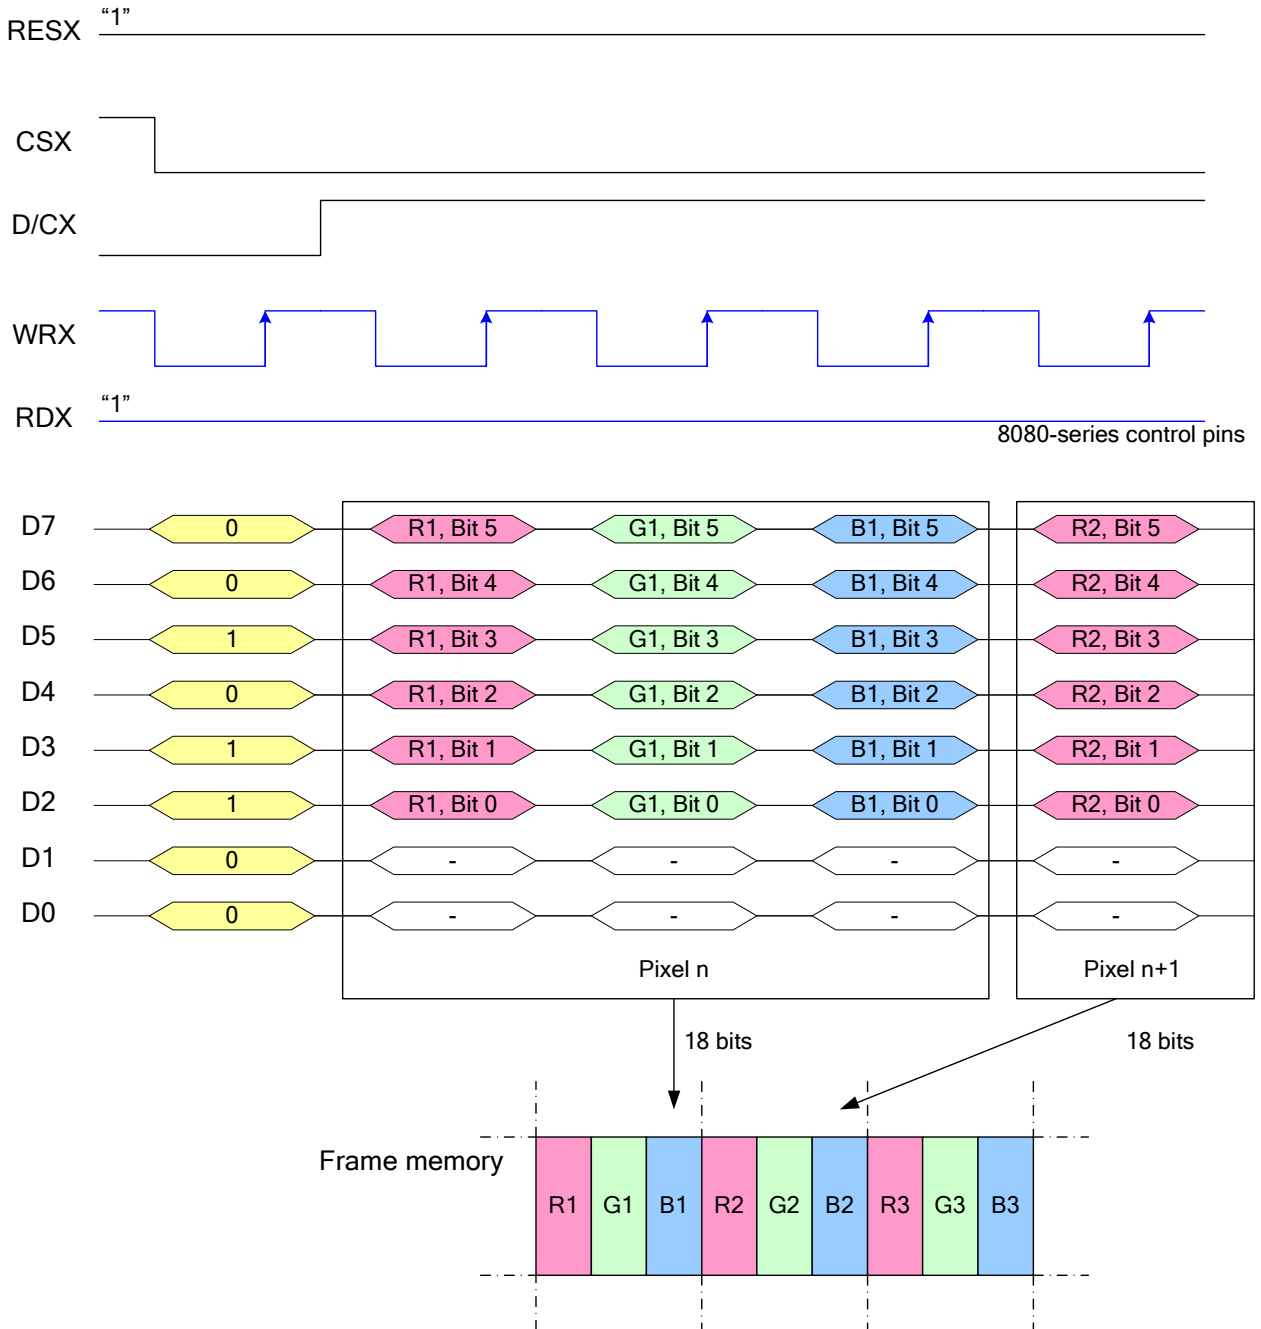 RESX “1”
CSX
D/CX
WRX
RDX “1”
8080-series control pins
D7 0 R1, Bit 5 G1, Bit 5 B1, Bit 5 R2, Bit 5
D6 0 R1, Bit 4 G1, Bit 4 B1, Bit 4 R2, Bit 4
D5 1 R1, Bit 3 G1, Bit 3 B1, Bit 3 R2, Bit 3
D4 0 R1, Bit 2 G1, Bit 2 B1, Bit 2 R2, Bit 2
D3 1 R1, Bit 1 G1, Bit 1 B1, Bit 1 R2, Bit 1
D2 1 R1, Bit 0 G1, Bit 0 B1, Bit 0 R2, Bit 0
D1 0 - - - -
D0 0 - - - -
Pixel n Pixel n+1
18 bits 18 bits
Frame memory
R1 G1 B1 R2 G2 B2 R3 G3 B3